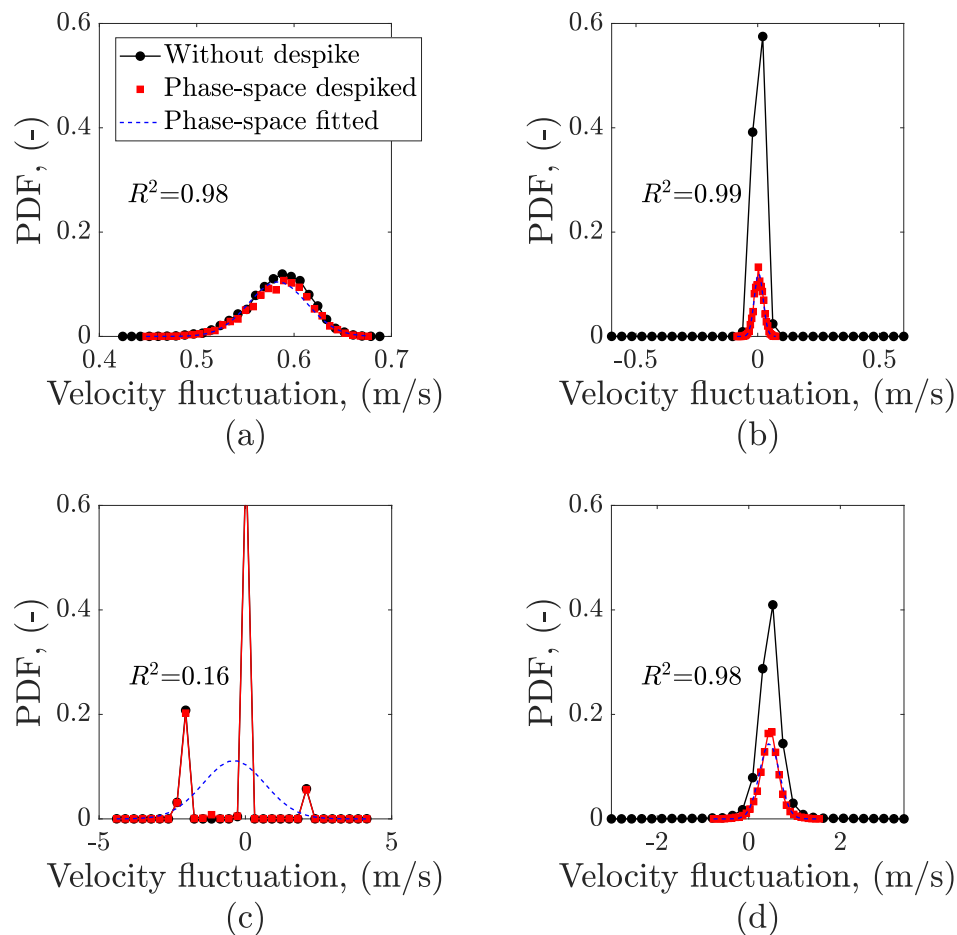 0.6
Without despike
Phase-space despiked
Phase-space fitted
0.4
PDF, (-)
R²=0.98
0.2
0
0.4 0.5 0.6 0.7
Velocity fluctuation, (m/s)
(a)
0.6
0.4
PDF, (-)
R²=0.99
0.2
0
-0.5 0 0.5
Velocity fluctuation, (m/s)
(b)
0.6
0.4
PDF, (-)
R²=0.16
0.2
0
-5 0 5
Velocity fluctuation, (m/s)
(c)
0.6
0.4
PDF, (-)
R²=0.98
0.2
0
-2 0 2
Velocity fluctuation, (m/s)
(d)